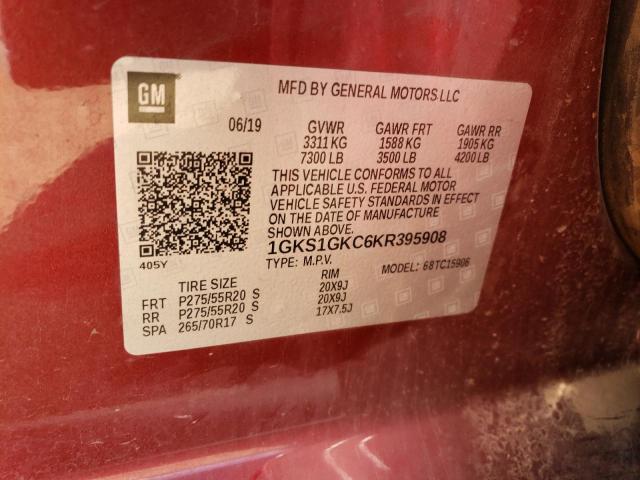 GM
MFD BY GENERAL MOTORS LLC
06/19 GVWR GAWR FRT GAWR RR
3311 KG 1588 KG 1905 KG
7300 LB 3500 LB 4200 LB
THIS VEHICLE CONFORMS TO ALL
APPLICABLE U.S. FEDERAL MOTOR
VEHICLE SAFETY STANDARDS IN EFFECT
ON THE DATE OF MANUFACTURE
SHOWN ABOVE.
1GKS1GKC6KR395908
405Y TYPE: M.P.V. MODEL: 68TC15906
TIRE SIZE RIM
FRT P275/55R20 S 20X9J
RR P275/55R20 S 20X9J
SPA 265/70R17 S 17X7.5J